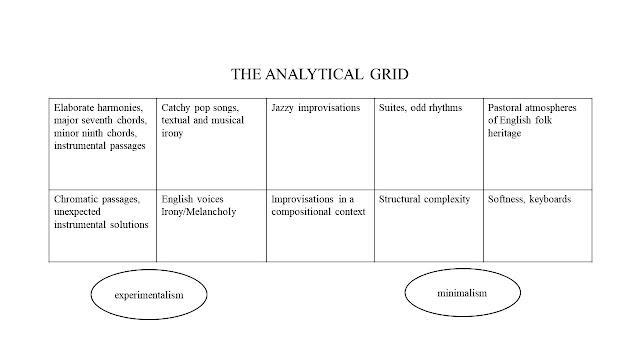 THE ANALYTICAL GRID
Elaborate harmonies,
major seventh chords,
minor ninth chords,
instrumental passages
Catchy pop songs,
textual and musical
irony
Jazzy improvisations
Suites, odd rhythms
Pastoral atmospheres
of English folk
heritage
Chromatic passages,
unexpected
instrumental solutions
English voices
Irony/Melancholy
Improvisations in a
compositional context
Structural complexity
Softness, keyboards
experimentalism
minimalism